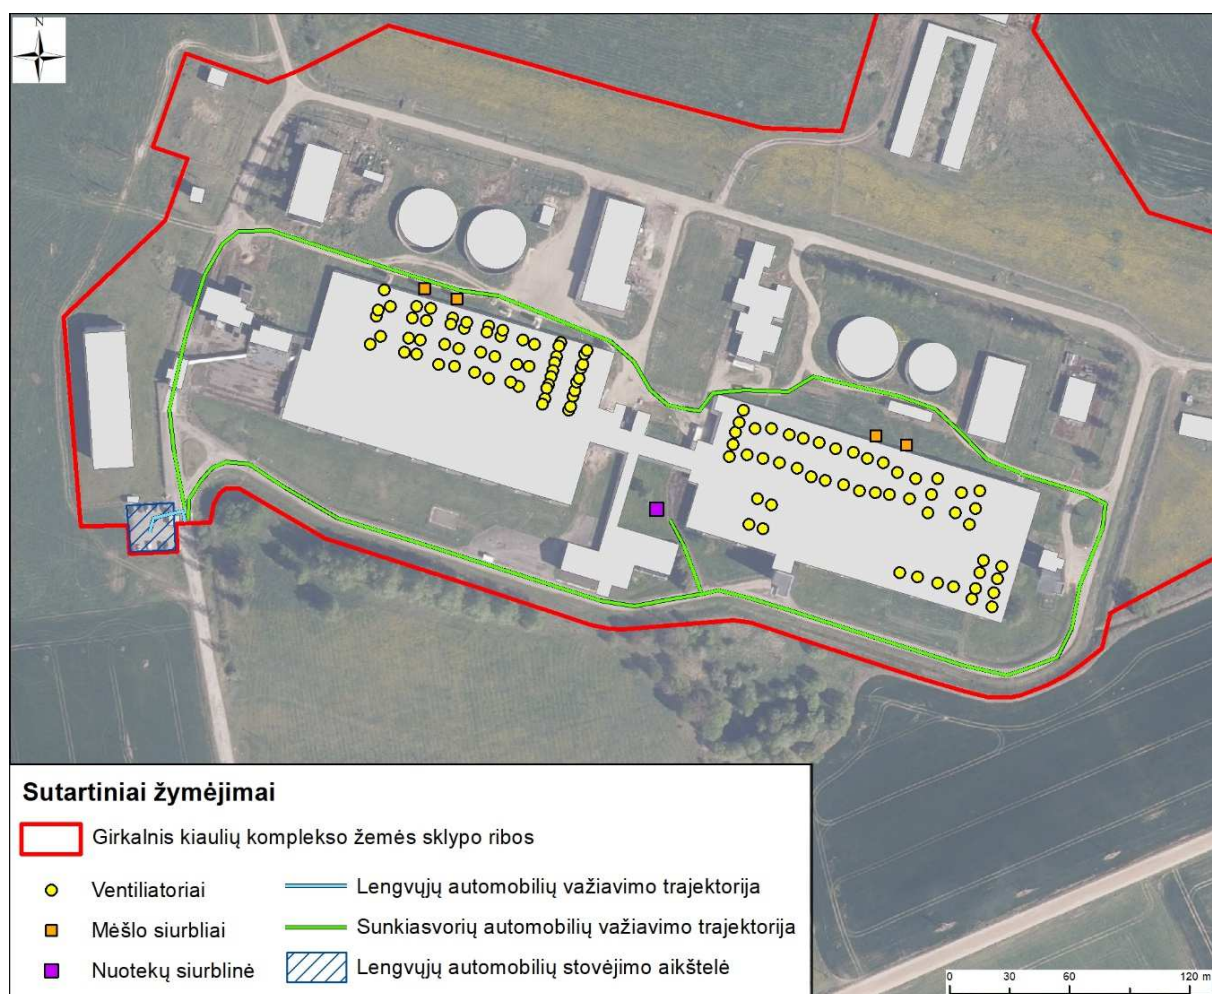 N
Sutartiniai žymėjimai
Girkalnis kiaulių komplekso žemės sklypo ribos
Ventiliatoriai
Lengvųjų automobilių važiavimo trajektorija
Mėšlo siurbliai
Sunkiasvorių automobilių važiavimo trajektorija
Nuotekų siurblinė
Lengvųjų automobilių stovėjimo aikštelė
0 30 60 120 m